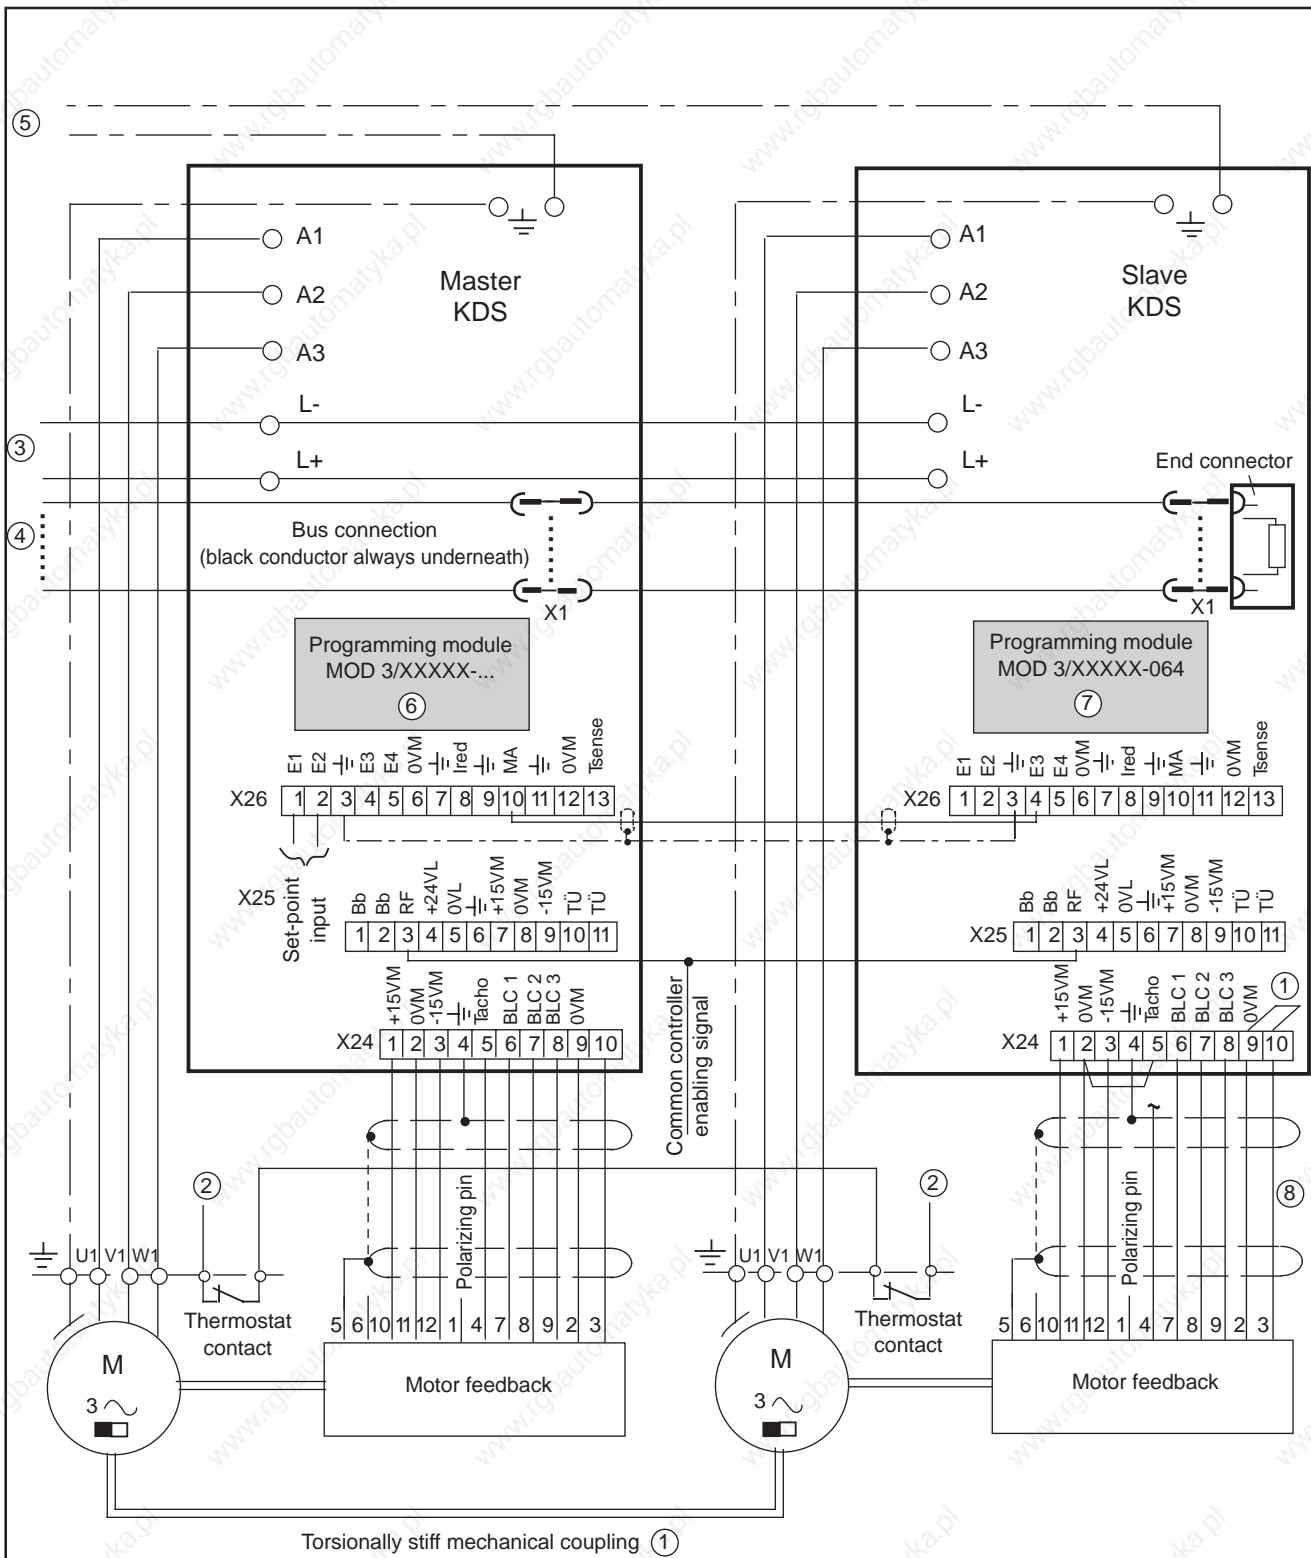 5
A1
A2
A3
Master
KDS
A1
A2
A3
Slave
KDS
L-
L+
L-
L+
3
4
Bus connection
(black conductor always underneath)
X1
End connector
X1
Programming module
MOD 3/XXXXX-...
6
Programming module
MOD 3/XXXXX-064
7
E1 E2 E3 E4 0VM Ired MA 0VM Tsense
X26 1 2 3 4 5 6 7 8 9 10 11 12 13
E1 E2 E3 E4 0VM Ired MA 0VM Tsense
X26 1 2 3 4 5 6 7 8 9 10 11 12 13
Set-point
input
Bb Bb RF +24VL 0VL +15VM 0VM -15VM TÜ TÜ
X25 1 2 3 4 5 6 7 8 9 10 11
Bb Bb RF +24VL 0VL +15VM 0VM -15VM TÜ TÜ
X25 1 2 3 4 5 6 7 8 9 10 11
+15VM 0VM -15VM Tacho BLC 1 BLC 2 BLC 3 0VM
X24 1 2 3 4 5 6 7 8 9 10
+15VM 0VM -15VM Tacho BLC 1 BLC 2 BLC 3 0VM
1
X24 1 2 3 4 5 6 7 8 9 10
Common controller
enabling signal
2
2
8
Polarizing pin
Polarizing pin
U1 V1 W1
U1 V1 W1
Thermostat
contact
Thermostat
contact
5 6 10 11 12 1 4 7 8 9 2 3
5 6 10 11 12 1 4 7 8 9 2 3
M
3
Motor feedback
M
3
Motor feedback
Torsionally stiff mechanical coupling 1
www.rgbautomatyka.pl